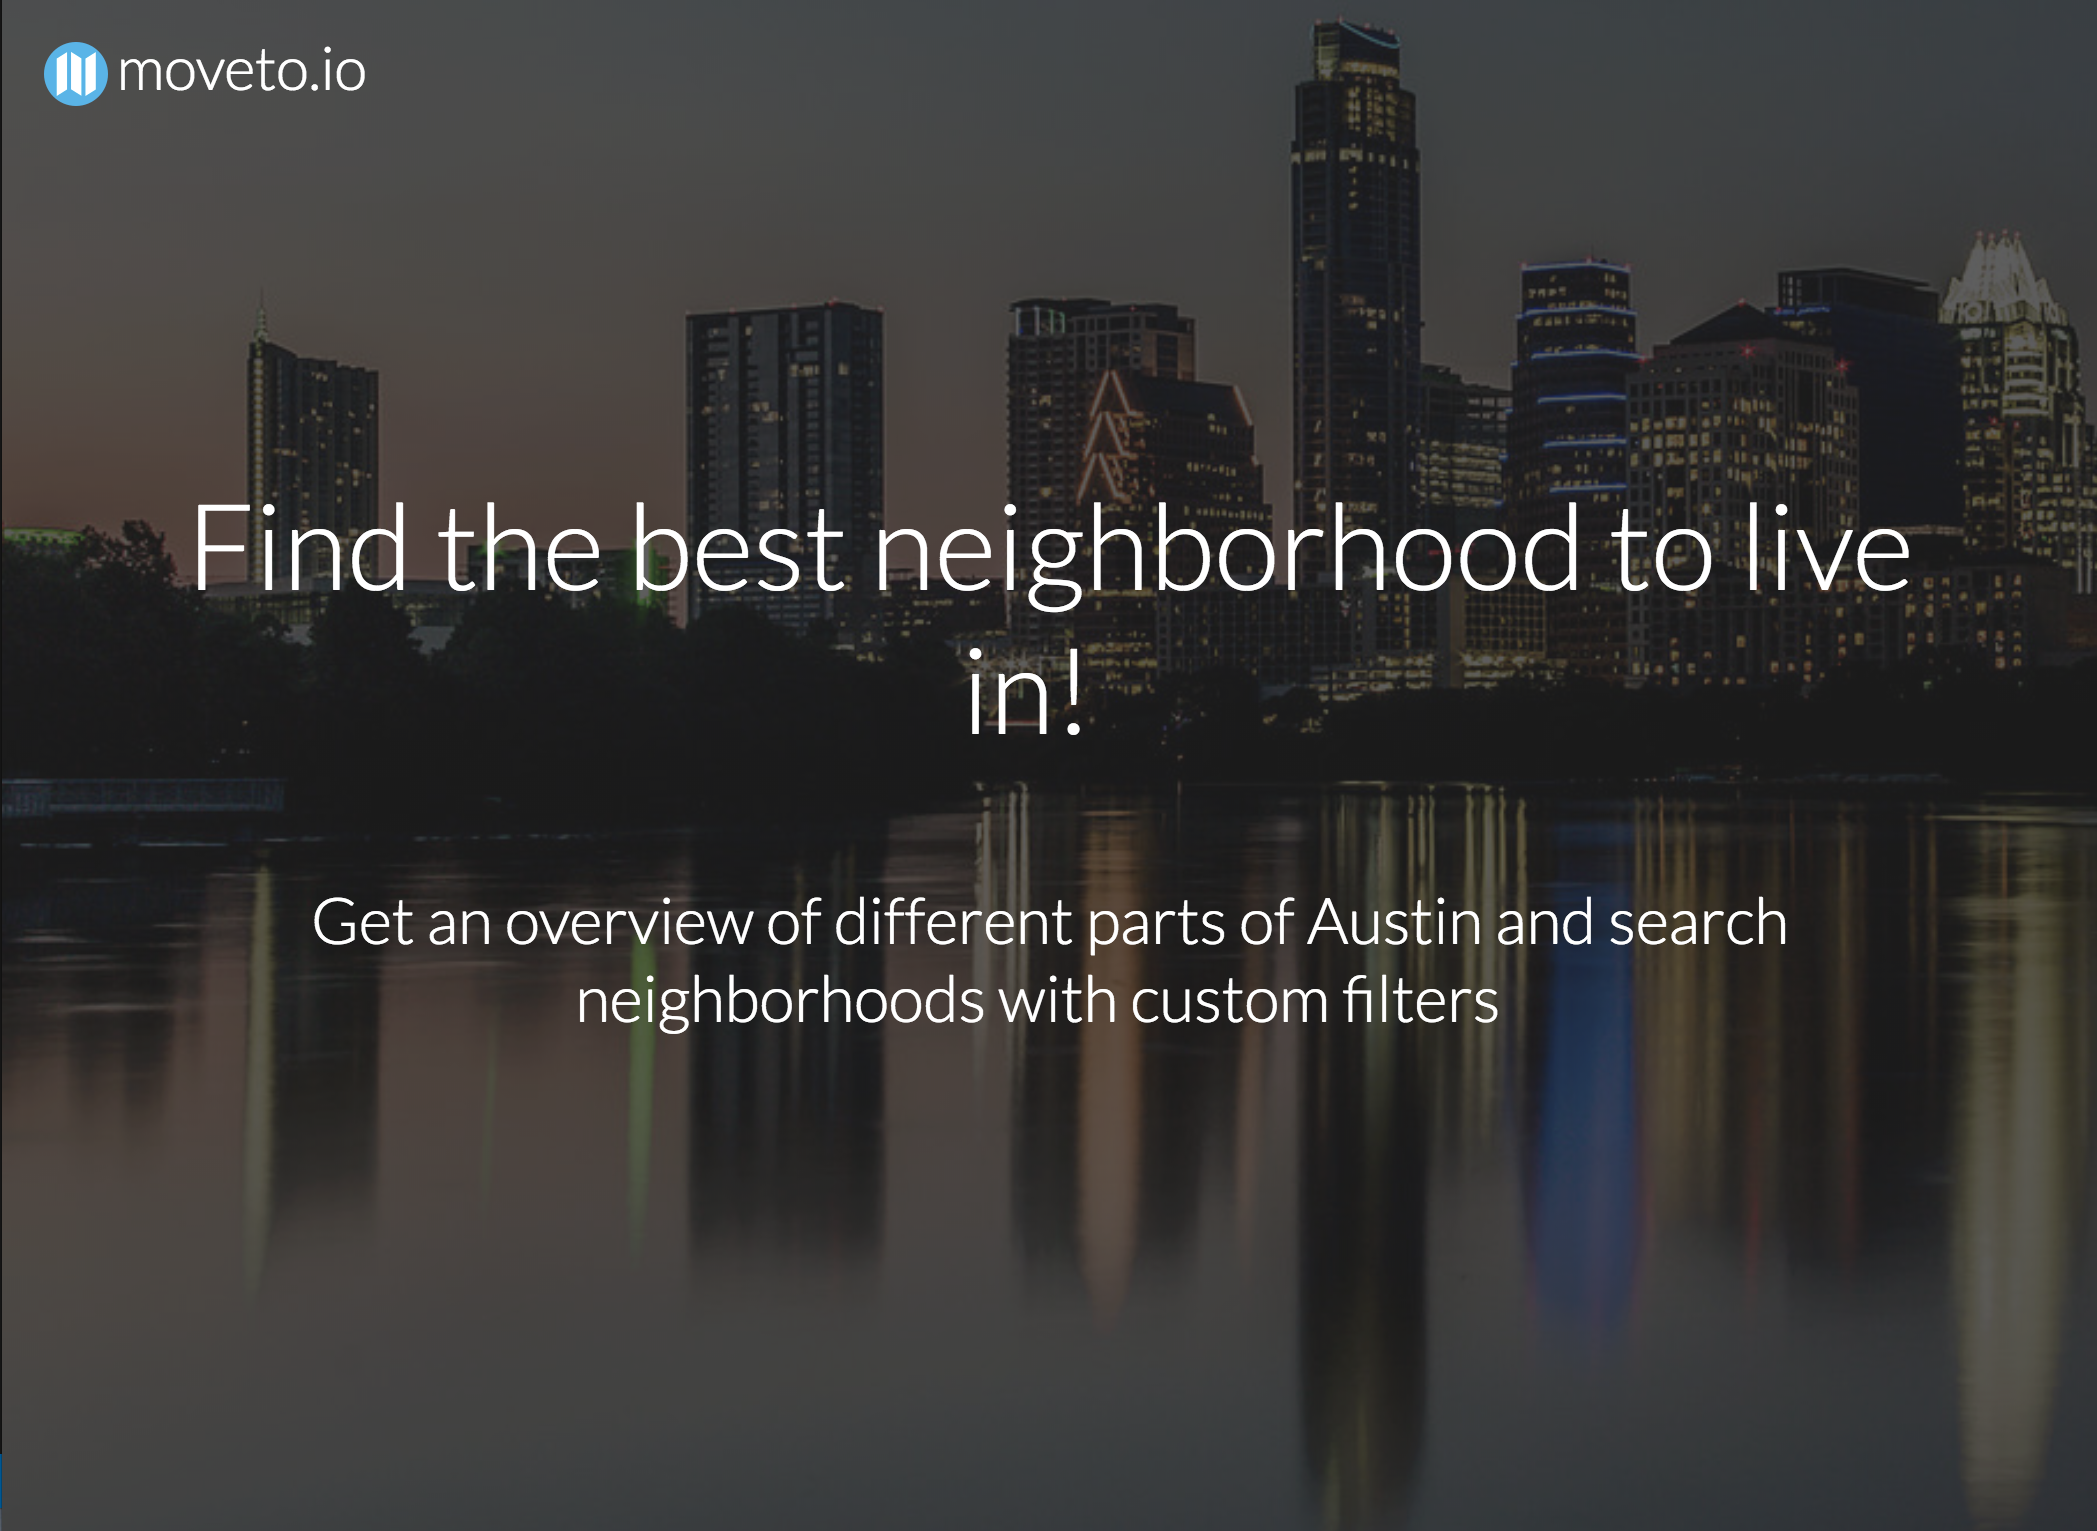 moveto.io
Find the best neighborhood to live
in!
Get an overview of different parts of Austin and search
neighborhoods with custom filters